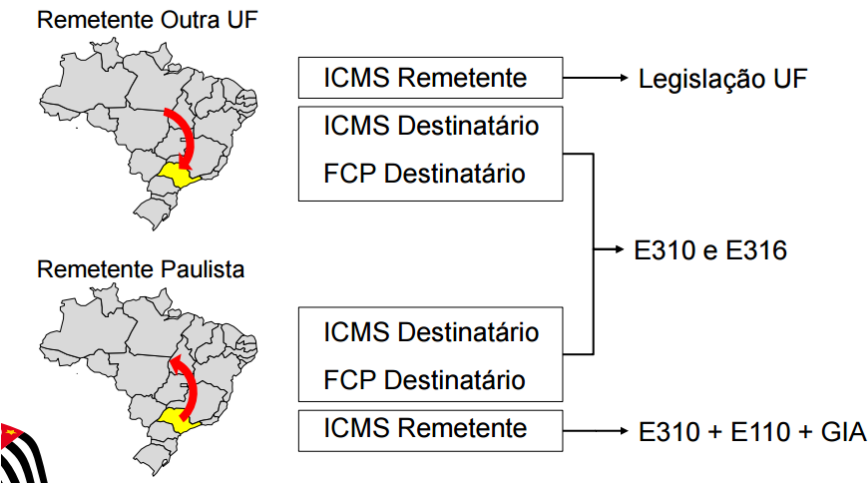 Remetente Outra UF
ICMS Remetente
Legislação UF
ICMS Destinatário
FCP Destinatário
E310 e E316
Remetente Paulista
ICMS Destinatário
FCP Destinatário
ICMS Remetente
E310 + E110 + GIA